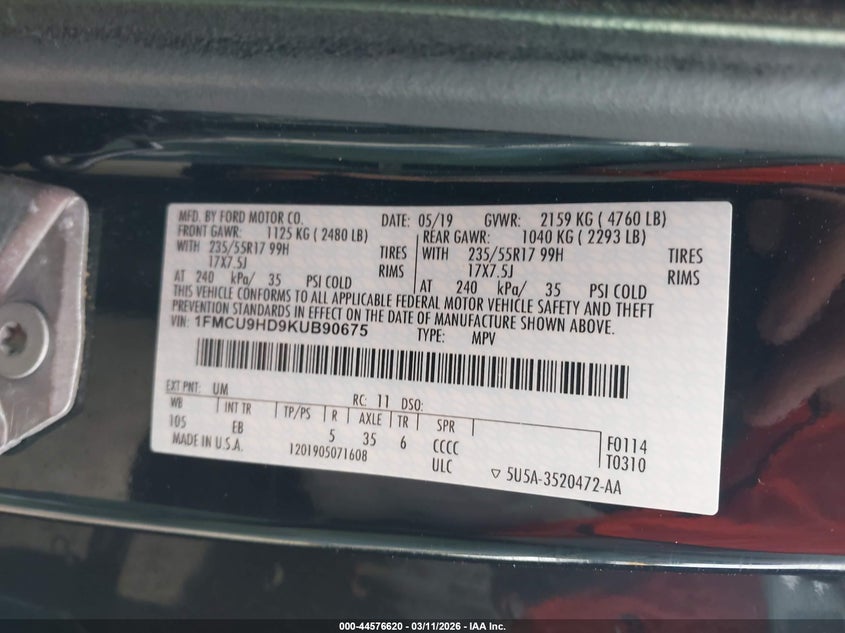 MFD. BY FORD MOTOR CO. DATE: 05/19 GVWR: 2159 KG ( 4760 LB)
FRONT GAWR: 1125 KG ( 2480 LB) REAR GAWR: 1040 KG ( 2293 LB)
WITH 235/55R17 99H TIRES WITH 235/55R17 99H TIRES
17X7.5J RIMS 17X7.5J RIMS
AT 240 kPa/ 35 PSI COLD AT 240 kPa/ 35 PSI COLD
THIS VEHICLE CONFORMS TO ALL APPLICABLE FEDERAL MOTOR VEHICLE SAFETY AND THEFT
PREVENTION STANDARDS IN EFFECT ON THE DATE OF MANUFACTURE SHOWN ABOVE.
VIN: 1FMCU9HD9KUB90675 TYPE: MPV
EXT PNT: UM RC: 11 DSO:
WB INT TR TP/PS R AXLE TR SPR
105 EB 5 35 6 CCCC F0114
MADE IN U.S.A. 1201905071608 ULC T0310
▽ 5U5A-3520472-AA
000-44576620 — 03/11/2026 — IAA Inc.